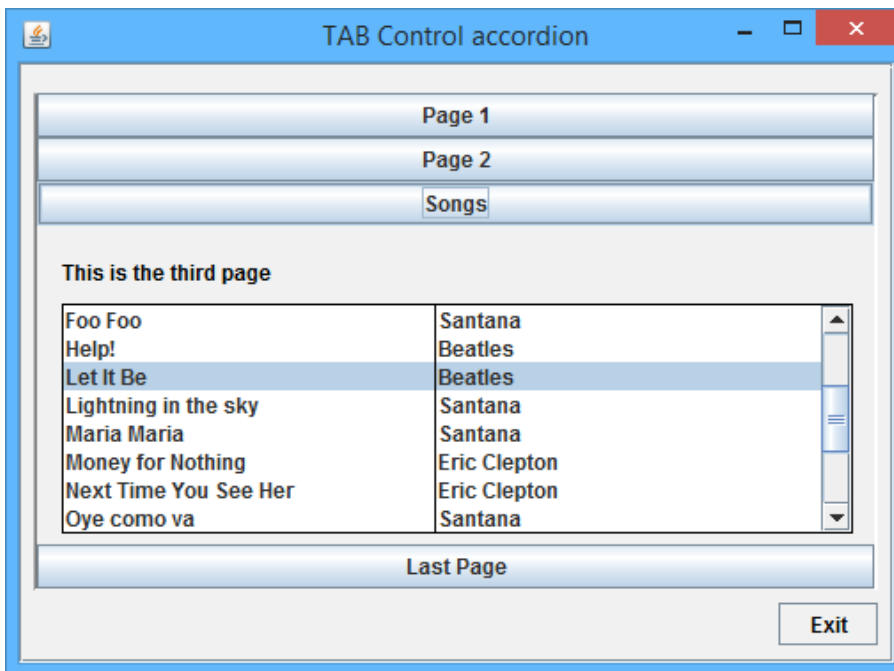 TAB Control accordion
Page 1
Page 2
Songs
This is the third page
Foo Foo Santana
Help! Beatles
Let It Be Beatles
Lightning in the sky Santana
Maria Maria Santana
Money for Nothing Eric Clepton
Next Time You See Her Eric Clepton
Oye como va Santana
Last Page
Exit